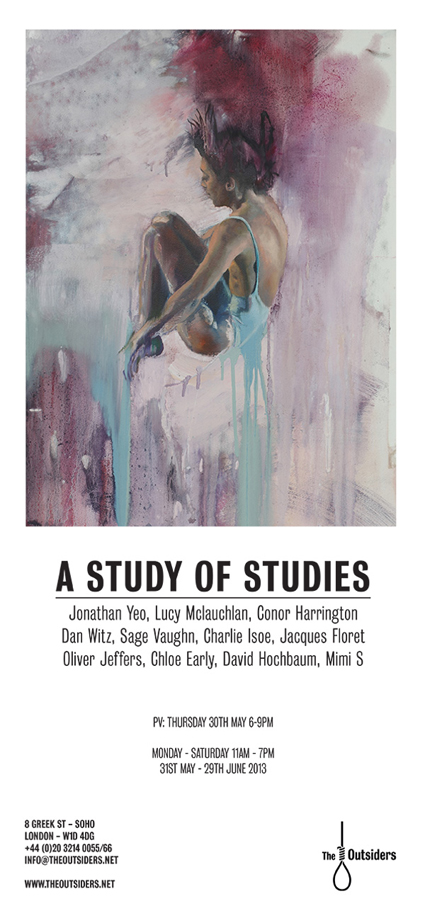 A STUDY OF STUDIES
Jonathan Yeo, Lucy Mclauchlan, Conor Harrington
Dan Witz, Sage Vaughn, Charlie Isoe, Jacques Floret
Oliver Jeffers, Chloe Early, David Hochbaum, Mimi S
PV: THURSDAY 30TH MAY 6-9PM
MONDAY - SATURDAY 11AM - 7PM
31ST MAY - 29TH JUNE 2013
8 GREEK ST - SOHO
LONDON - W1D 4DG
+44 (0)20 3214 0055/66
INFO@THEOUTSIDERS.NET
WWW.THEOUTSIDERS.NET
The Outsiders